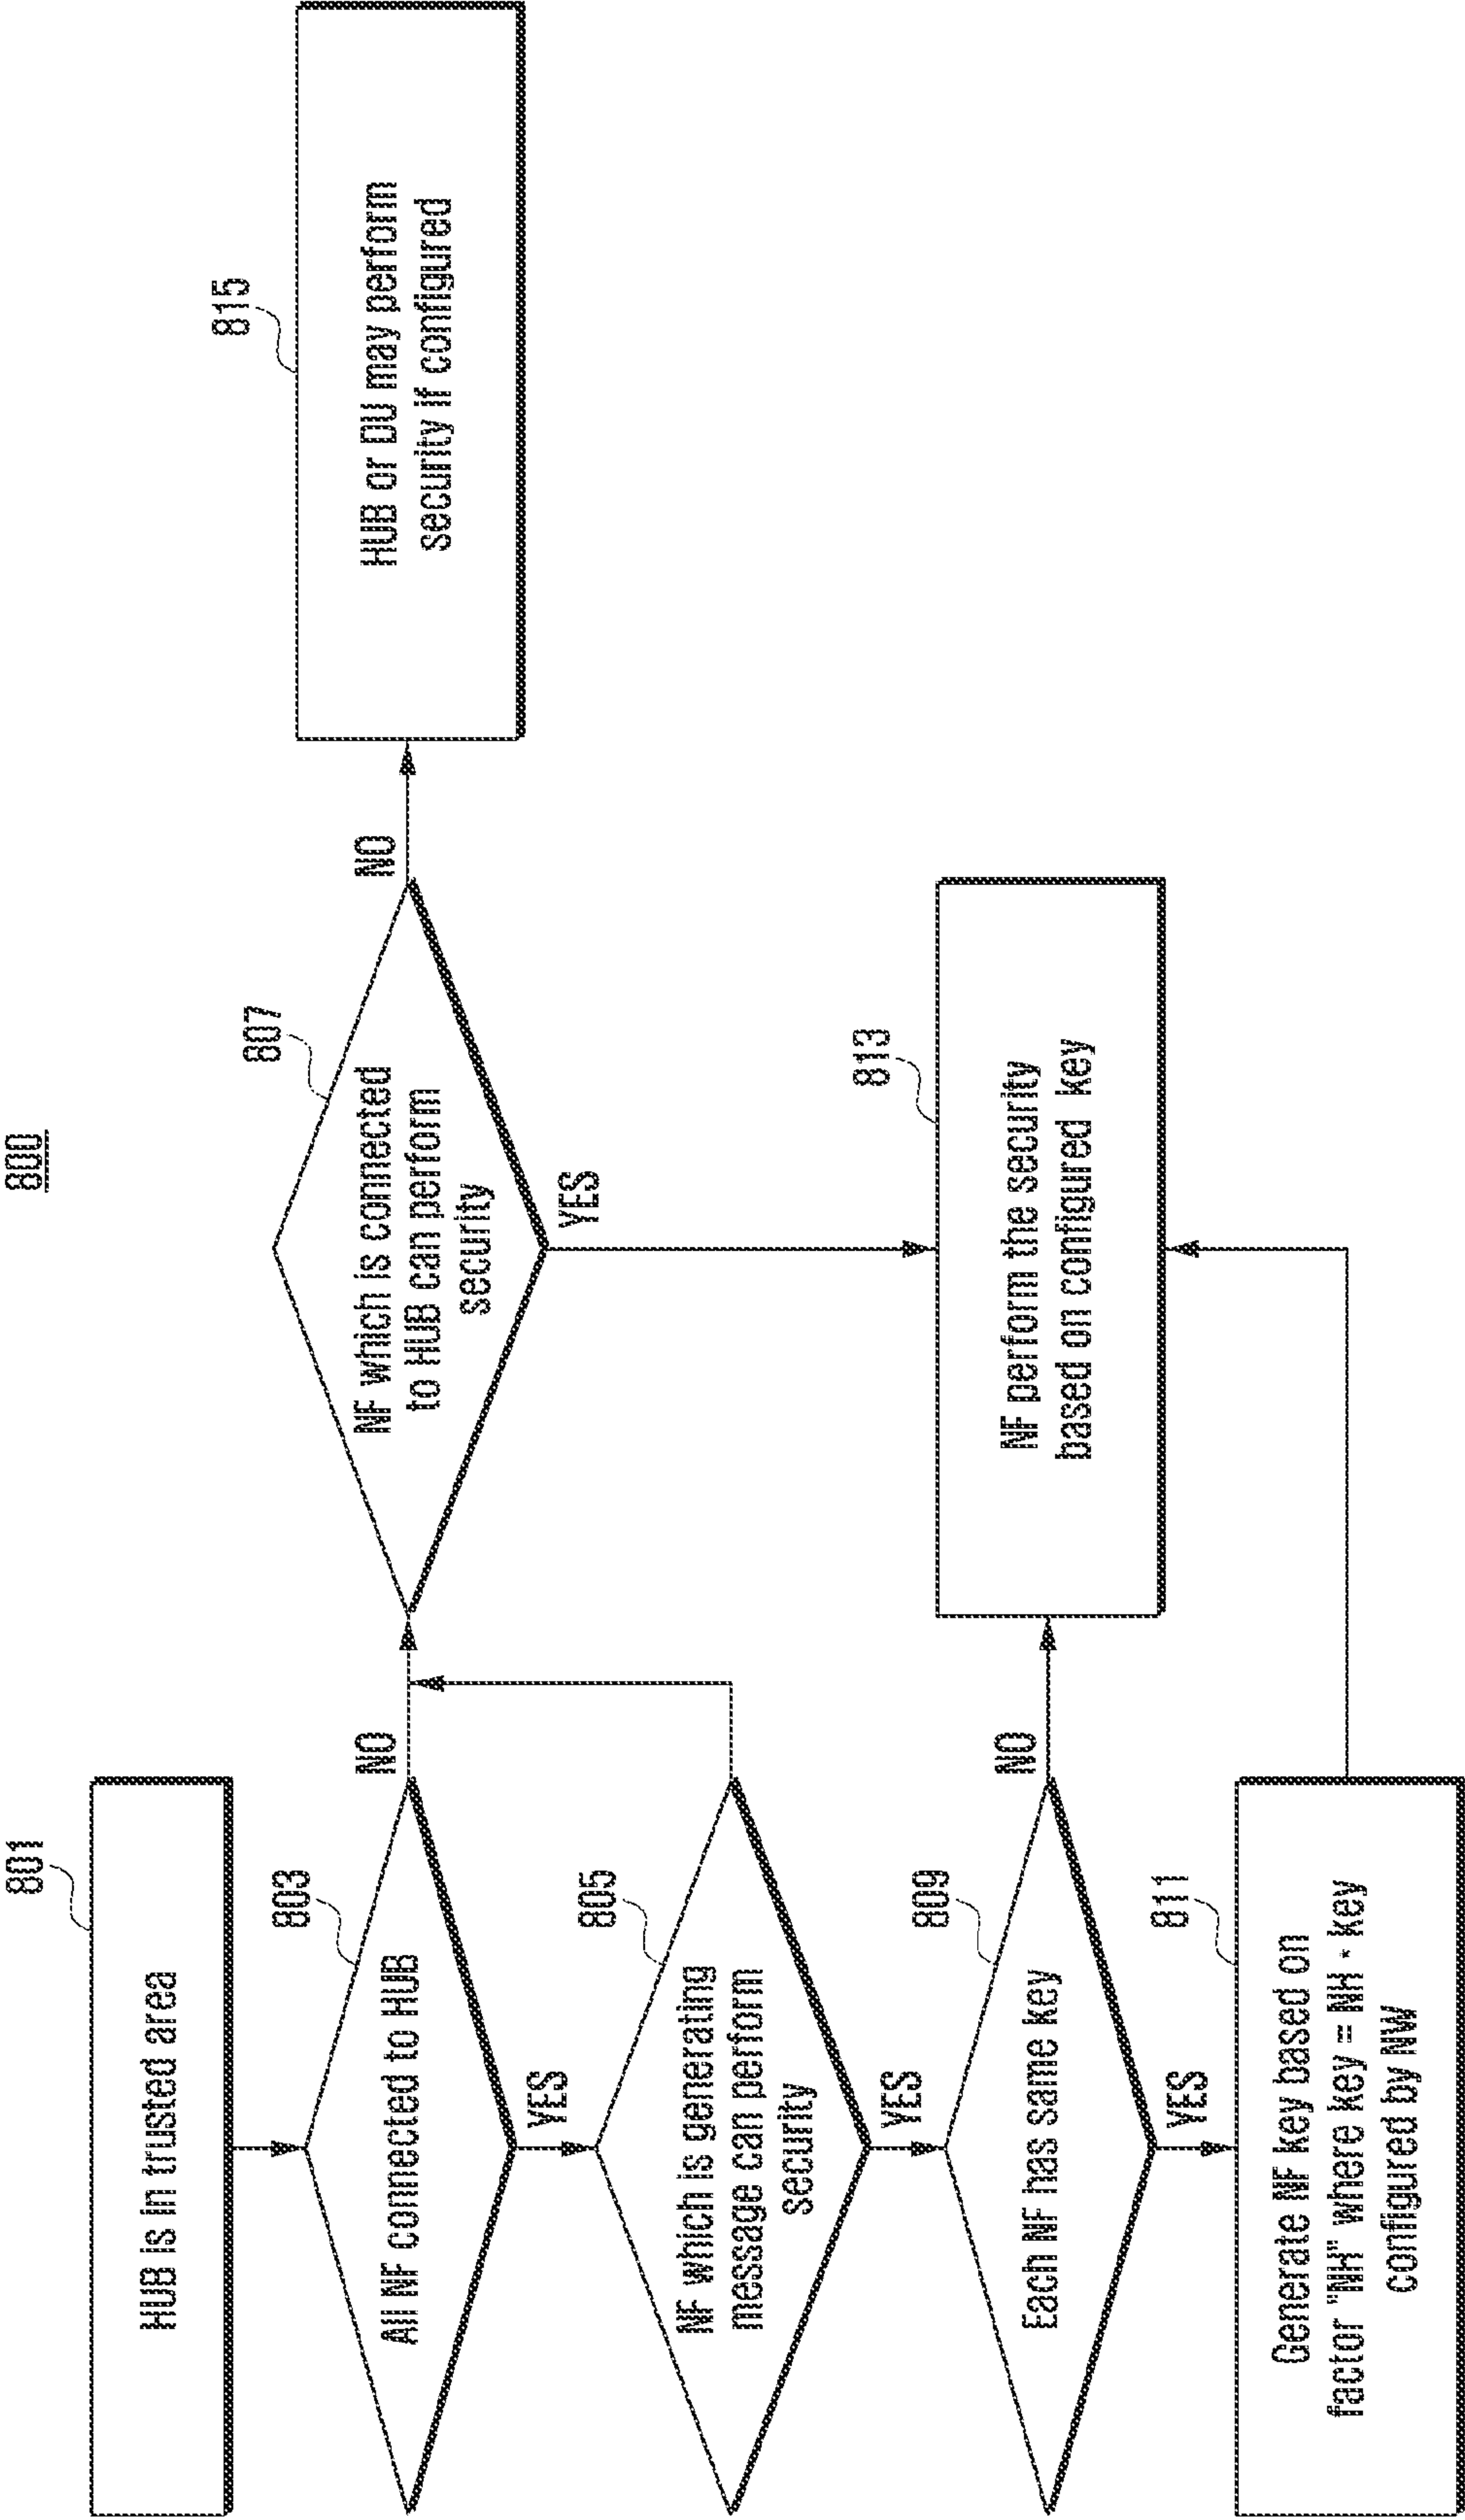 800
801
HUB is in trusted area
803
All NF connected to HUB
NO
YES
805
NF which is generating
message can perform
security
YES
807
NF which is connected
to HUB can perform
security
NO
YES
815
HUB or DU may perform
security if configured
809
Each NF has same key
NO
YES
813
NF perform the security
based on configured key
811
Generate NF key based on
factor "NH" where key = NH * key
configured by NW